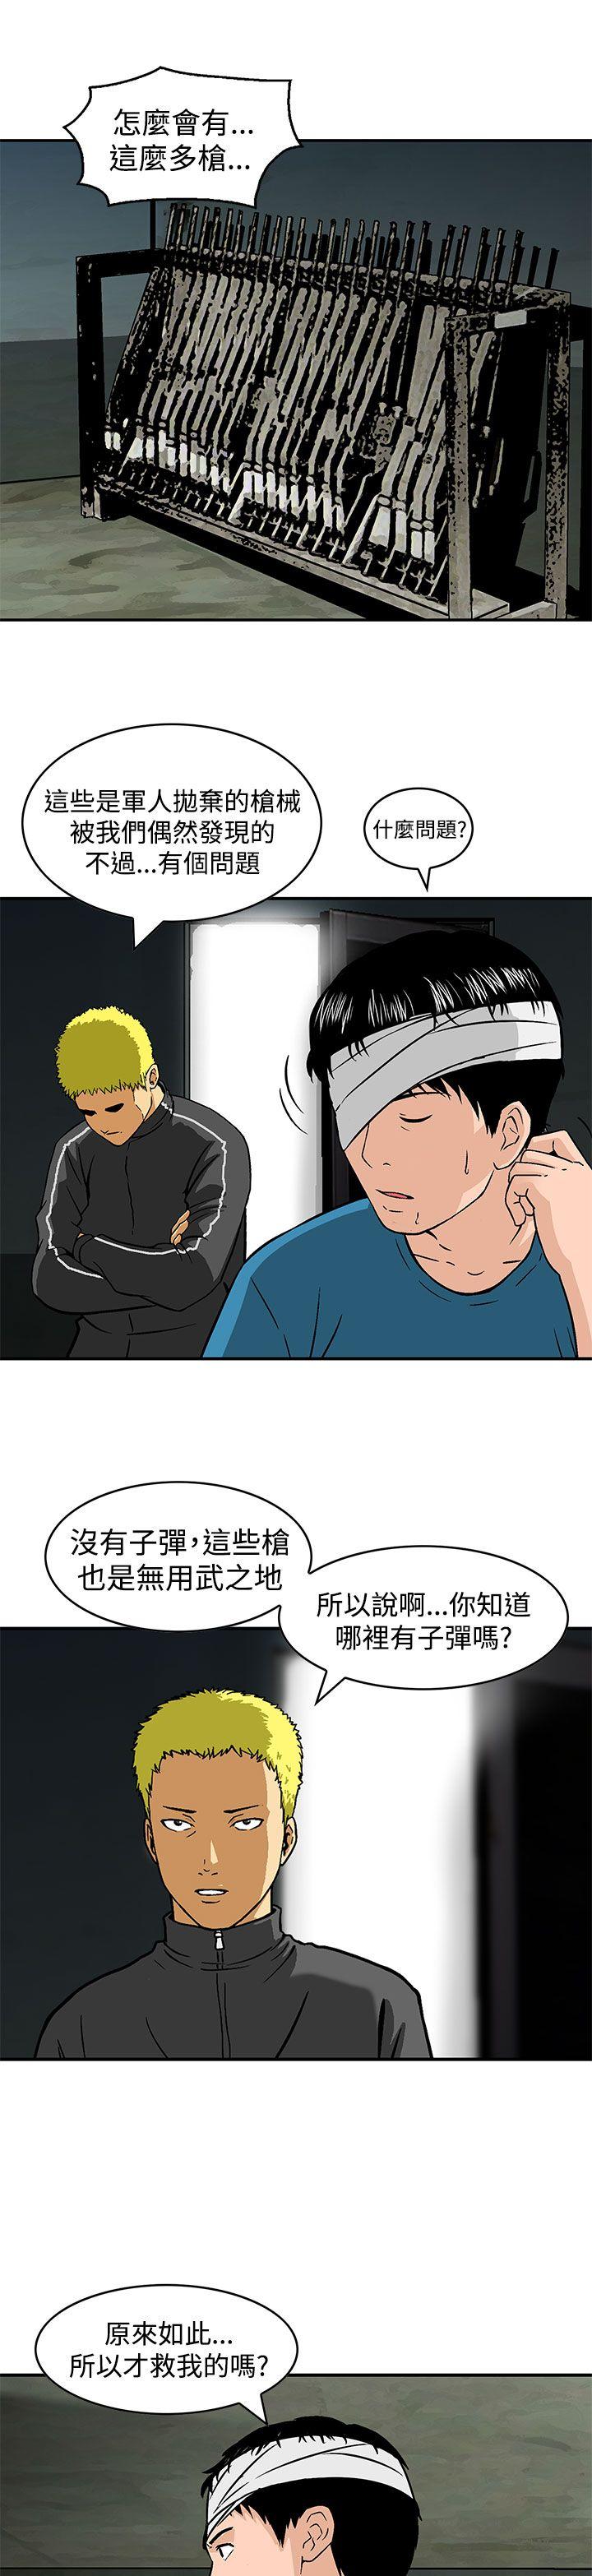 怎麼會有...
這麼多槍...
這些是軍人拋棄的槍械
被我們偶然發現的
不過...有個問題
什麼問題?
沒有子彈,這些槍
也是無用武之地
所以說啊...你知道
哪裡有子彈嗎?
原來如此...
所以才救我的嗎?